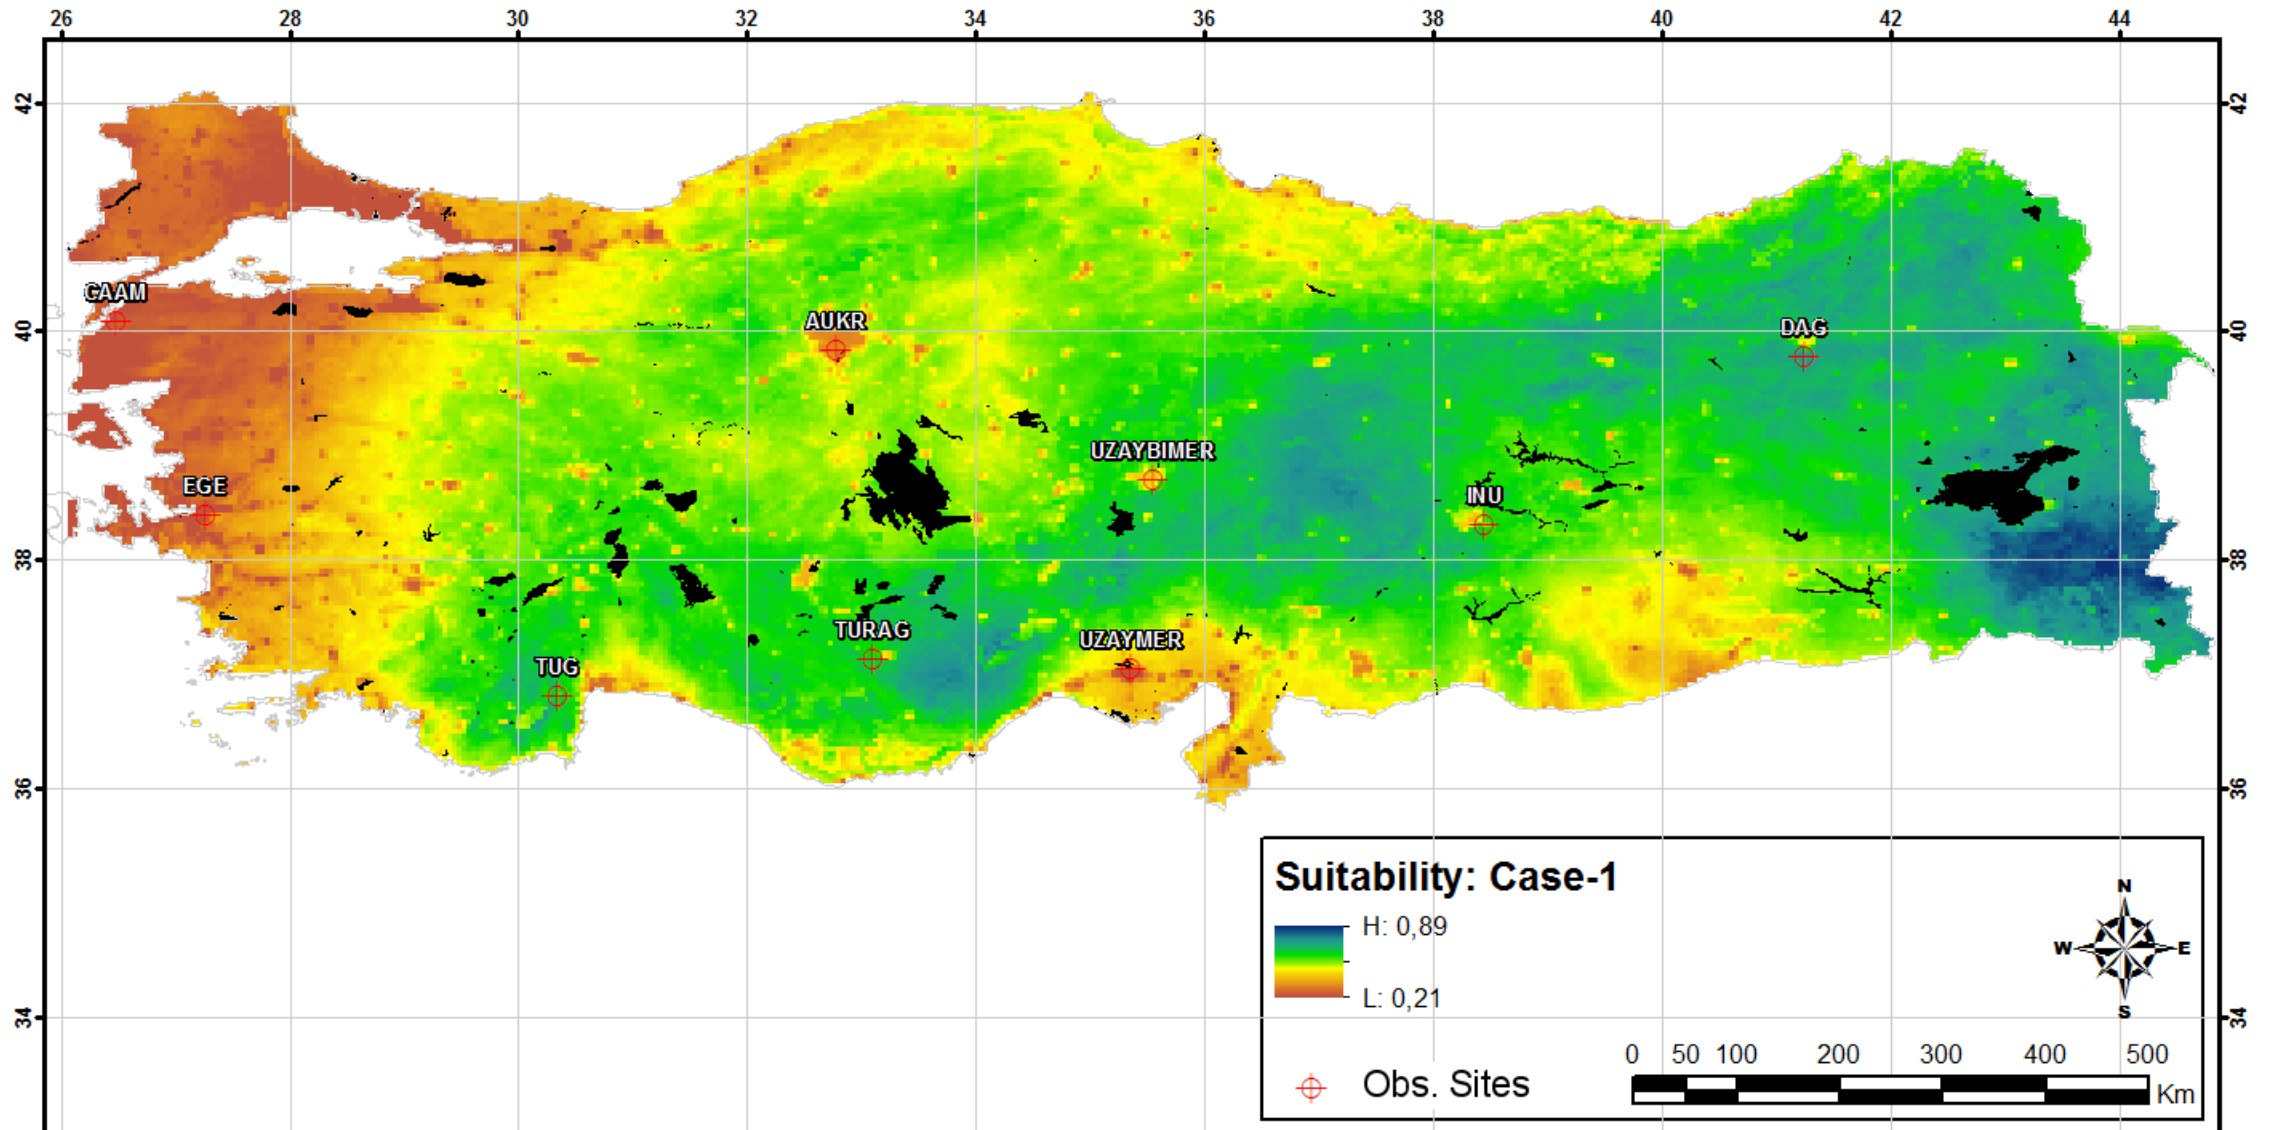 26 28 30 32 34 36 38 40 42 44
42 42
ÇAAM
AUKR
DAG
40 40
UZAYBIMER
EGE
INU
38 38
TURAG
UZAYMER
TUG
36 36
Suitability: Case-1
H: 0,89
L: 0,21
N
W E
S
34 34
0 50 100 200 300 400 500
Km
Obs. Sites